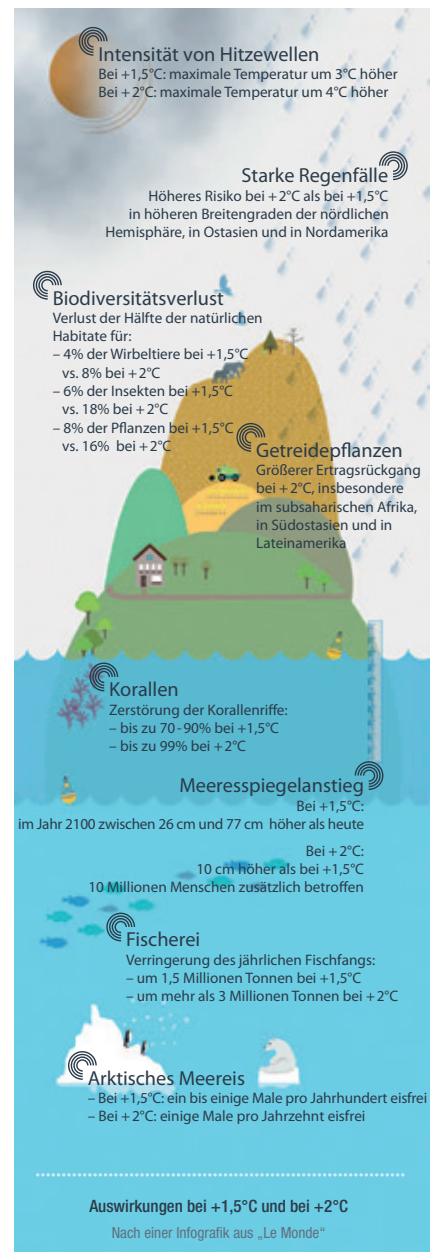 Intensität von Hitzewellen
Bei +1,5°C: maximale Temperatur um 3°C höher
Bei + 2°C: maximale Temperatur um 4°C höher
Starke Regenfälle
Höheres Risiko bei + 2°C als bei +1,5°C
in höheren Breitengraden der nördlichen
Hemisphäre, in Ostasien und in Nordamerika
Biodiversitätsverlust
Verlust der Hälfte der natürlichen
Habitate für:
– 4% der Wirbeltiere bei +1,5°C
vs. 8% bei + 2°C
– 6% der Insekten bei +1,5°C
vs. 18% bei + 2°C
– 8% der Pflanzen bei +1,5°C
vs. 16% bei + 2°C
Getreidepflanzen
Größerer Ertragsrückgang
bei + 2°C, insbesondere
im subsaharischen Afrika,
in Südostasien und in
Lateinamerika
Korallen
Zerstörung der Korallenriffe:
– bis zu 70 - 90% bei +1,5°C
– bis zu 99% bei + 2°C
Meeresspiegelanstieg
Bei +1,5°C:
im Jahr 2100 zwischen 26 cm und 77 cm höher als heute
Bei + 2°C:
10 cm höher als bei +1,5°C
10 Millionen Menschen zusätzlich betroffen
Fischerei
Verringerung des jährlichen Fischfangs:
– um 1,5 Millionen Tonnen bei +1,5°C
– um mehr als 3 Millionen Tonnen bei + 2°C
Arktisches Meereis
– Bei +1,5°C: ein bis einige Male pro Jahrhundert eisfrei
– Bei + 2°C: einige Male pro Jahrzehnt eisfrei
Auswirkungen bei +1,5°C und bei +2°C
Nach einer Infografik aus „Le Monde“